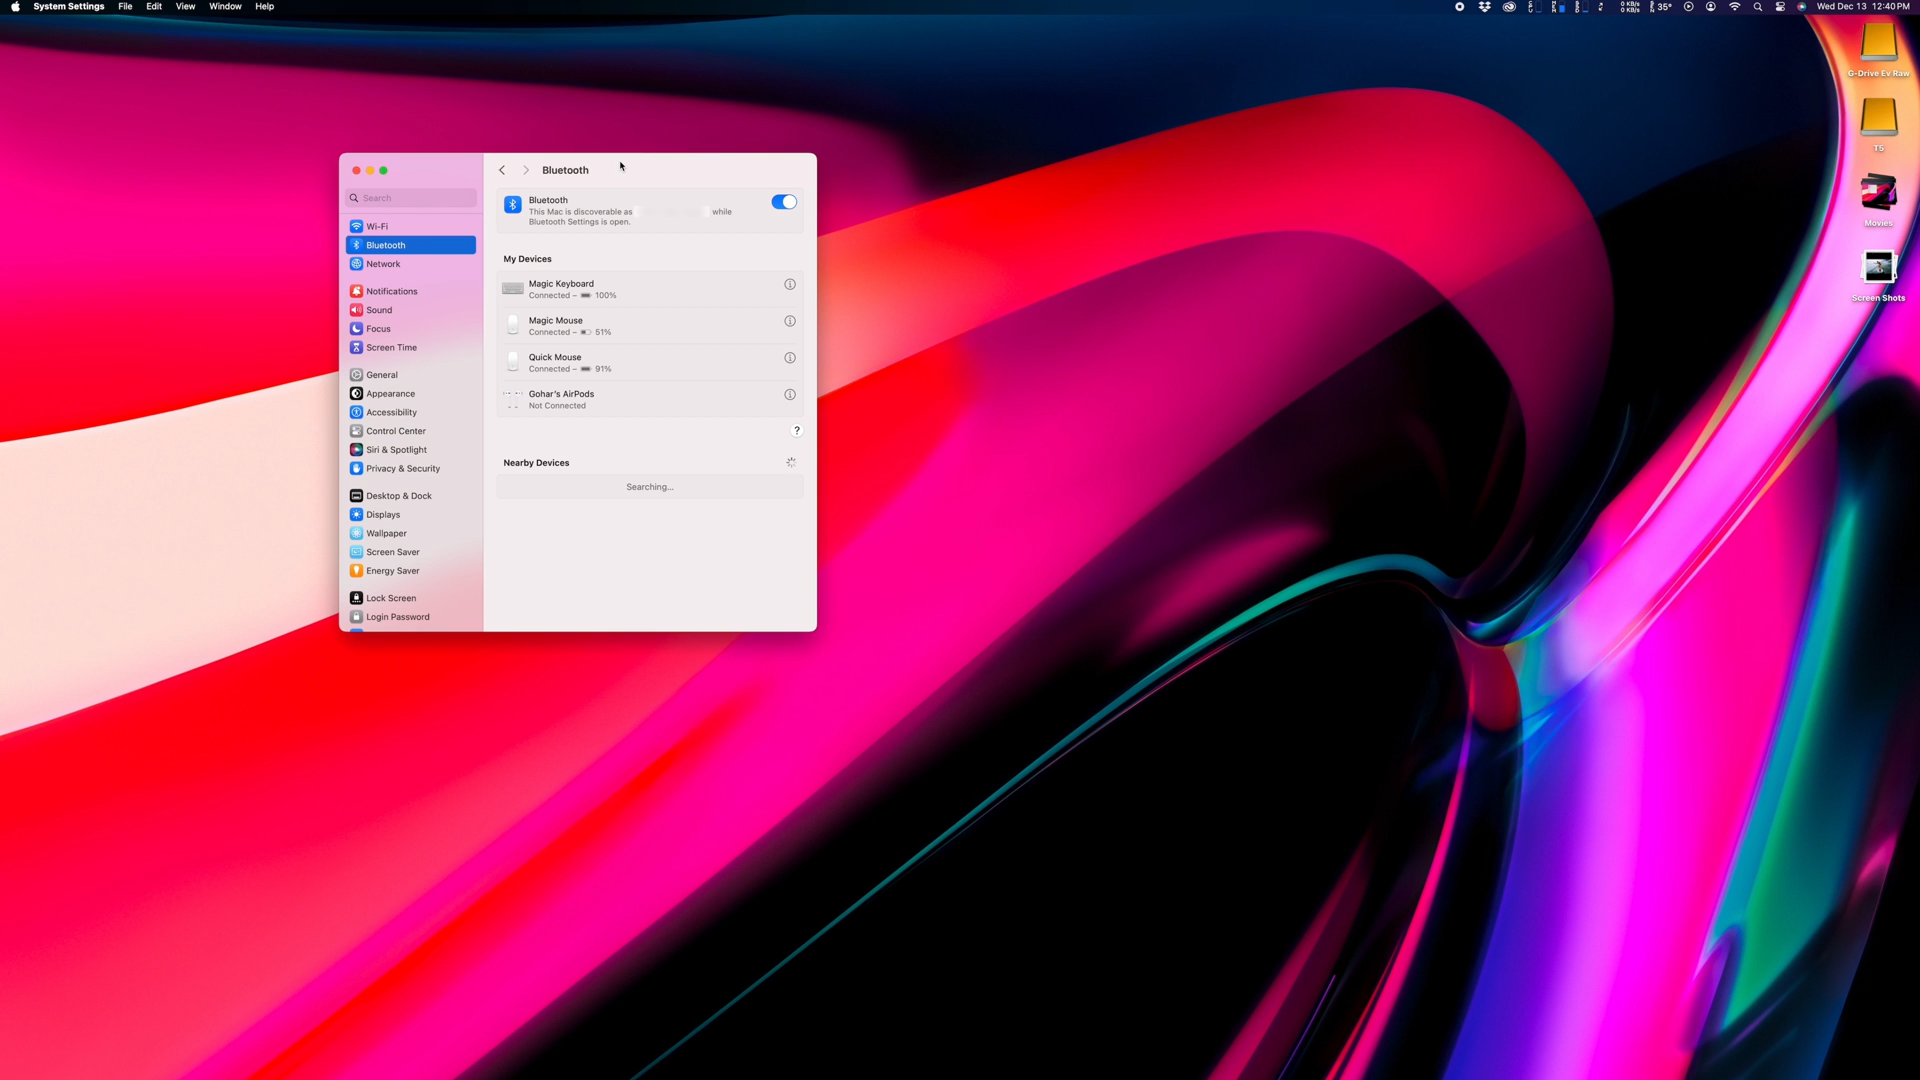 System Settings File Edit View Window Help
0 KB/s
0 KB/s
35°
Wed Dec 13 12:40 PM
G-Drive Ev Raw
T5
Movies
Screen Shots
Search
Wi-Fi
Bluetooth
Network
Notifications
Sound
Focus
Screen Time
General
Appearance
Accessibility
Control Center
Siri & Spotlight
Privacy & Security
Desktop & Dock
Displays
Wallpaper
Screen Saver
Energy Saver
Lock Screen
Login Password
Bluetooth
Bluetooth
This Mac is discoverable as while
Bluetooth Settings is open.
My Devices
Magic Keyboard
Connected – 100%
Magic Mouse
Connected – 51%
Quick Mouse
Connected – 91%
Gohar's AirPods
Not Connected
?
Nearby Devices
Searching...